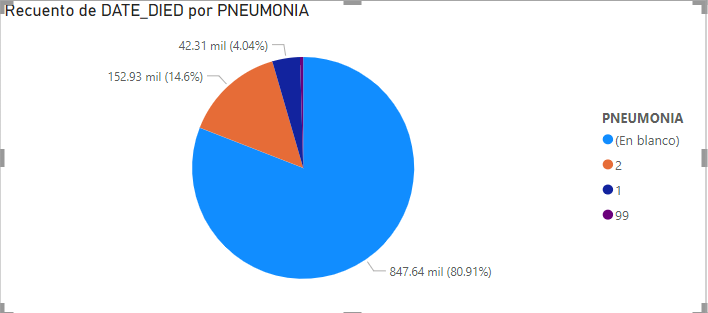 Recuento de DATE_DIED por PNEUMONIA
42.31 mil (4.04%)
152.93 mil (14.6%)
847.64 mil (80.91%)
PNEUMONIA
(En blanco)
2
1
99